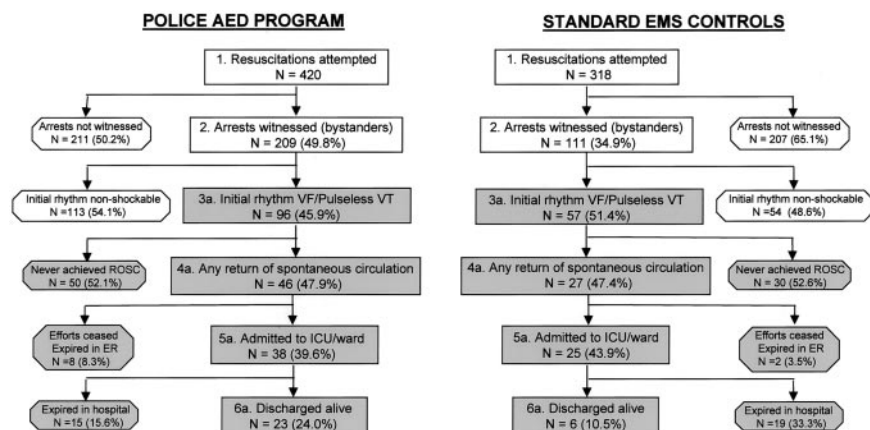 POLICE AED PROGRAM
1. Resuscitations attempted
N = 420
Arrests not witnessed
N = 211 (50.2%)
2. Arrests witnessed (bystanders)
N = 209 (49.8%)
Initial rhythm non-shockable
N =113 (54.1%)
3a. Initial rhythm VF/Pulseless VT
N = 96 (45.9%)
Never achieved ROSC
N = 50 (52.1%)
4a. Any return of spontaneous circulation
N = 46 (47.9%)
Efforts ceased
Expired in ER
N =8 (8.3%)
5a. Admitted to ICU/ward
N = 38 (39.6%)
Expired in hospital
N =15 (15.6%)
6a. Discharged alive
N = 23 (24.0%)
STANDARD EMS CONTROLS
1. Resuscitations attempted
N = 318
2. Arrests witnessed (bystanders)
N = 111 (34.9%)
Arrests not witnessed
N = 207 (65.1%)
3a. Initial rhythm VF/Pulseless VT
N = 57 (51.4%)
Initial rhythm non-shockable
N =54 (48.6%)
4a. Any return of spontaneous circulation
N = 27 (47.4%)
Never achieved ROSC
N = 30 (52.6%)
5a. Admitted to ICU/ward
N = 25 (43.9%)
Efforts ceased
Expired in ER
N =2 (3.5%)
6a. Discharged alive
N = 6 (10.5%)
Expired in hospital
N =19 (33.3%)